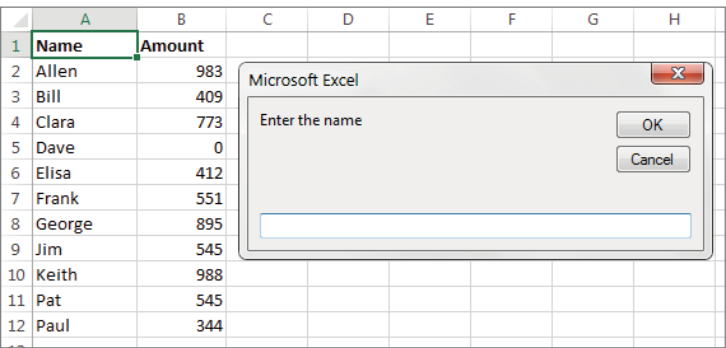 A B C D E F G H
1 Name Amount
2 Allen 983
3 Bill 409
4 Clara 773
5 Dave 0
6 Elisa 412
7 Frank 551
8 George 895
9 Jim 545
10 Keith 988
11 Pat 545
12 Paul 344
Microsoft Excel
Enter the name
OK
Cancel